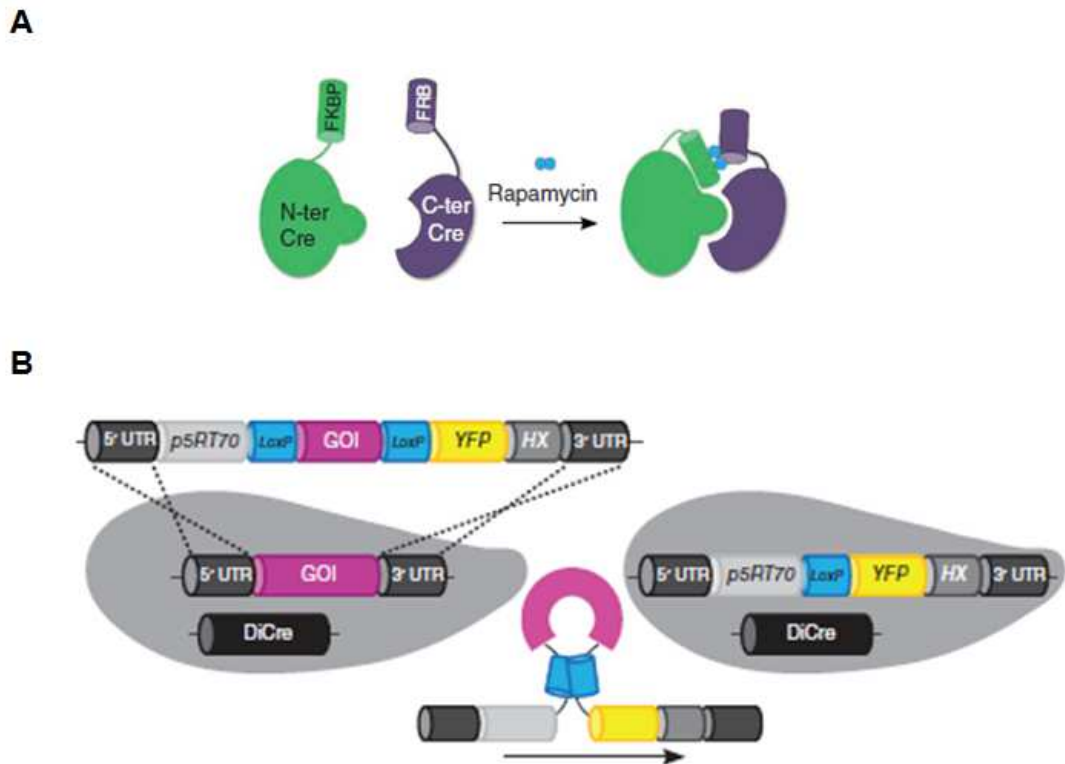 A
FKBP
FRB
N-ter
Cre
C-ter
Cre
Rapamycin
B
5' UTR p5RT70 LoxP GOI LoxP YFP HX 3' UTR
5' UTR GOI 3' UTR
DiCre
5' UTR p5RT70 LoxP YFP HX 3' UTR
DiCre